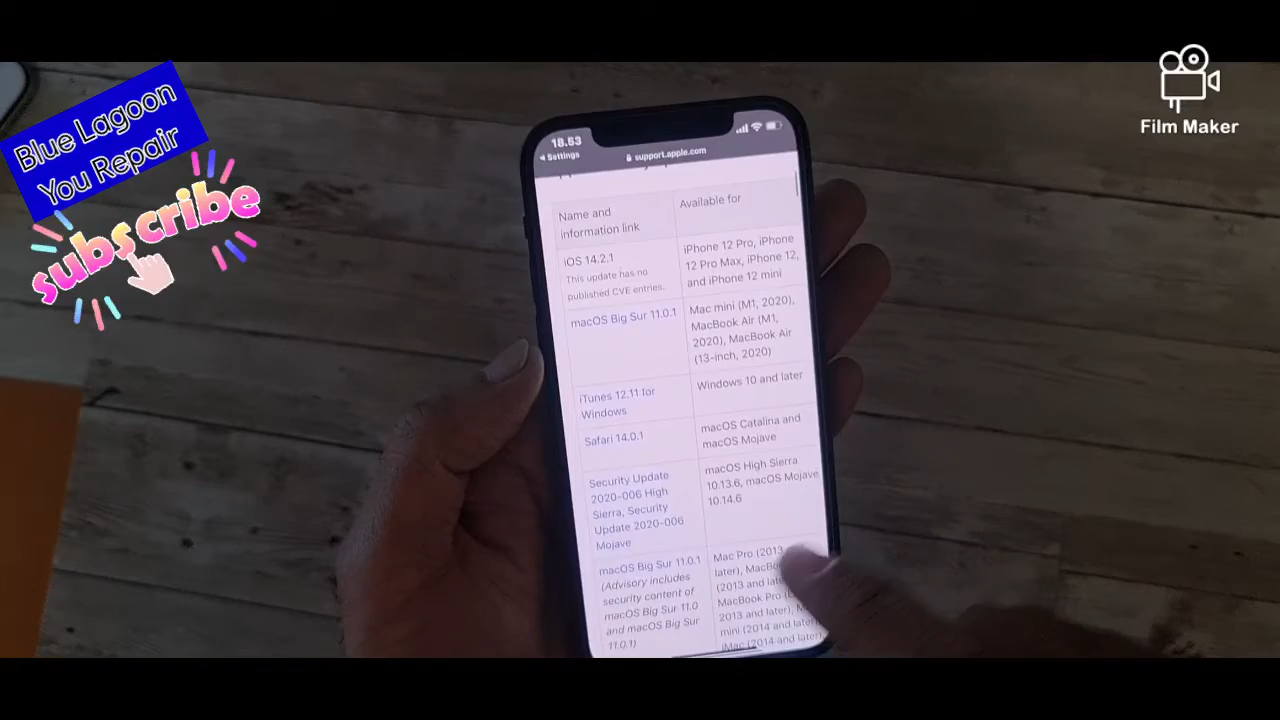 Blue Lagoon
You Repair
subscribe
Film Maker
18.53
Settings
support.apple.com
Name and
information link
Available for
iOS 14.2.1
This update has no
published CVE entries.
iPhone 12 Pro, iPhone
12 Pro Max, iPhone 12,
and iPhone 12 mini
macOS Big Sur 11.0.1
Mac mini (M1, 2020),
MacBook Air (M1,
2020), MacBook Air
(13-inch, 2020)
iTunes 12.11 for
Windows
Windows 10 and later
Safari 14.0.1
macOS Catalina and
macOS Mojave
Security Update
2020-006 High
Sierra, Security
Update 2020-006
Mojave
macOS High Sierra
10.13.6, macOS Mojave
10.14.6
macOS Big Sur 11.0.1
(Advisory includes
security content of
macOS Big Sur 11.0
and macOS Big Sur
11.0.1)
Mac Pro (2013
later),
(2013 and
MacBook Pro
2013 and later),
mini (2014 and later)
iMac (2014 and later),